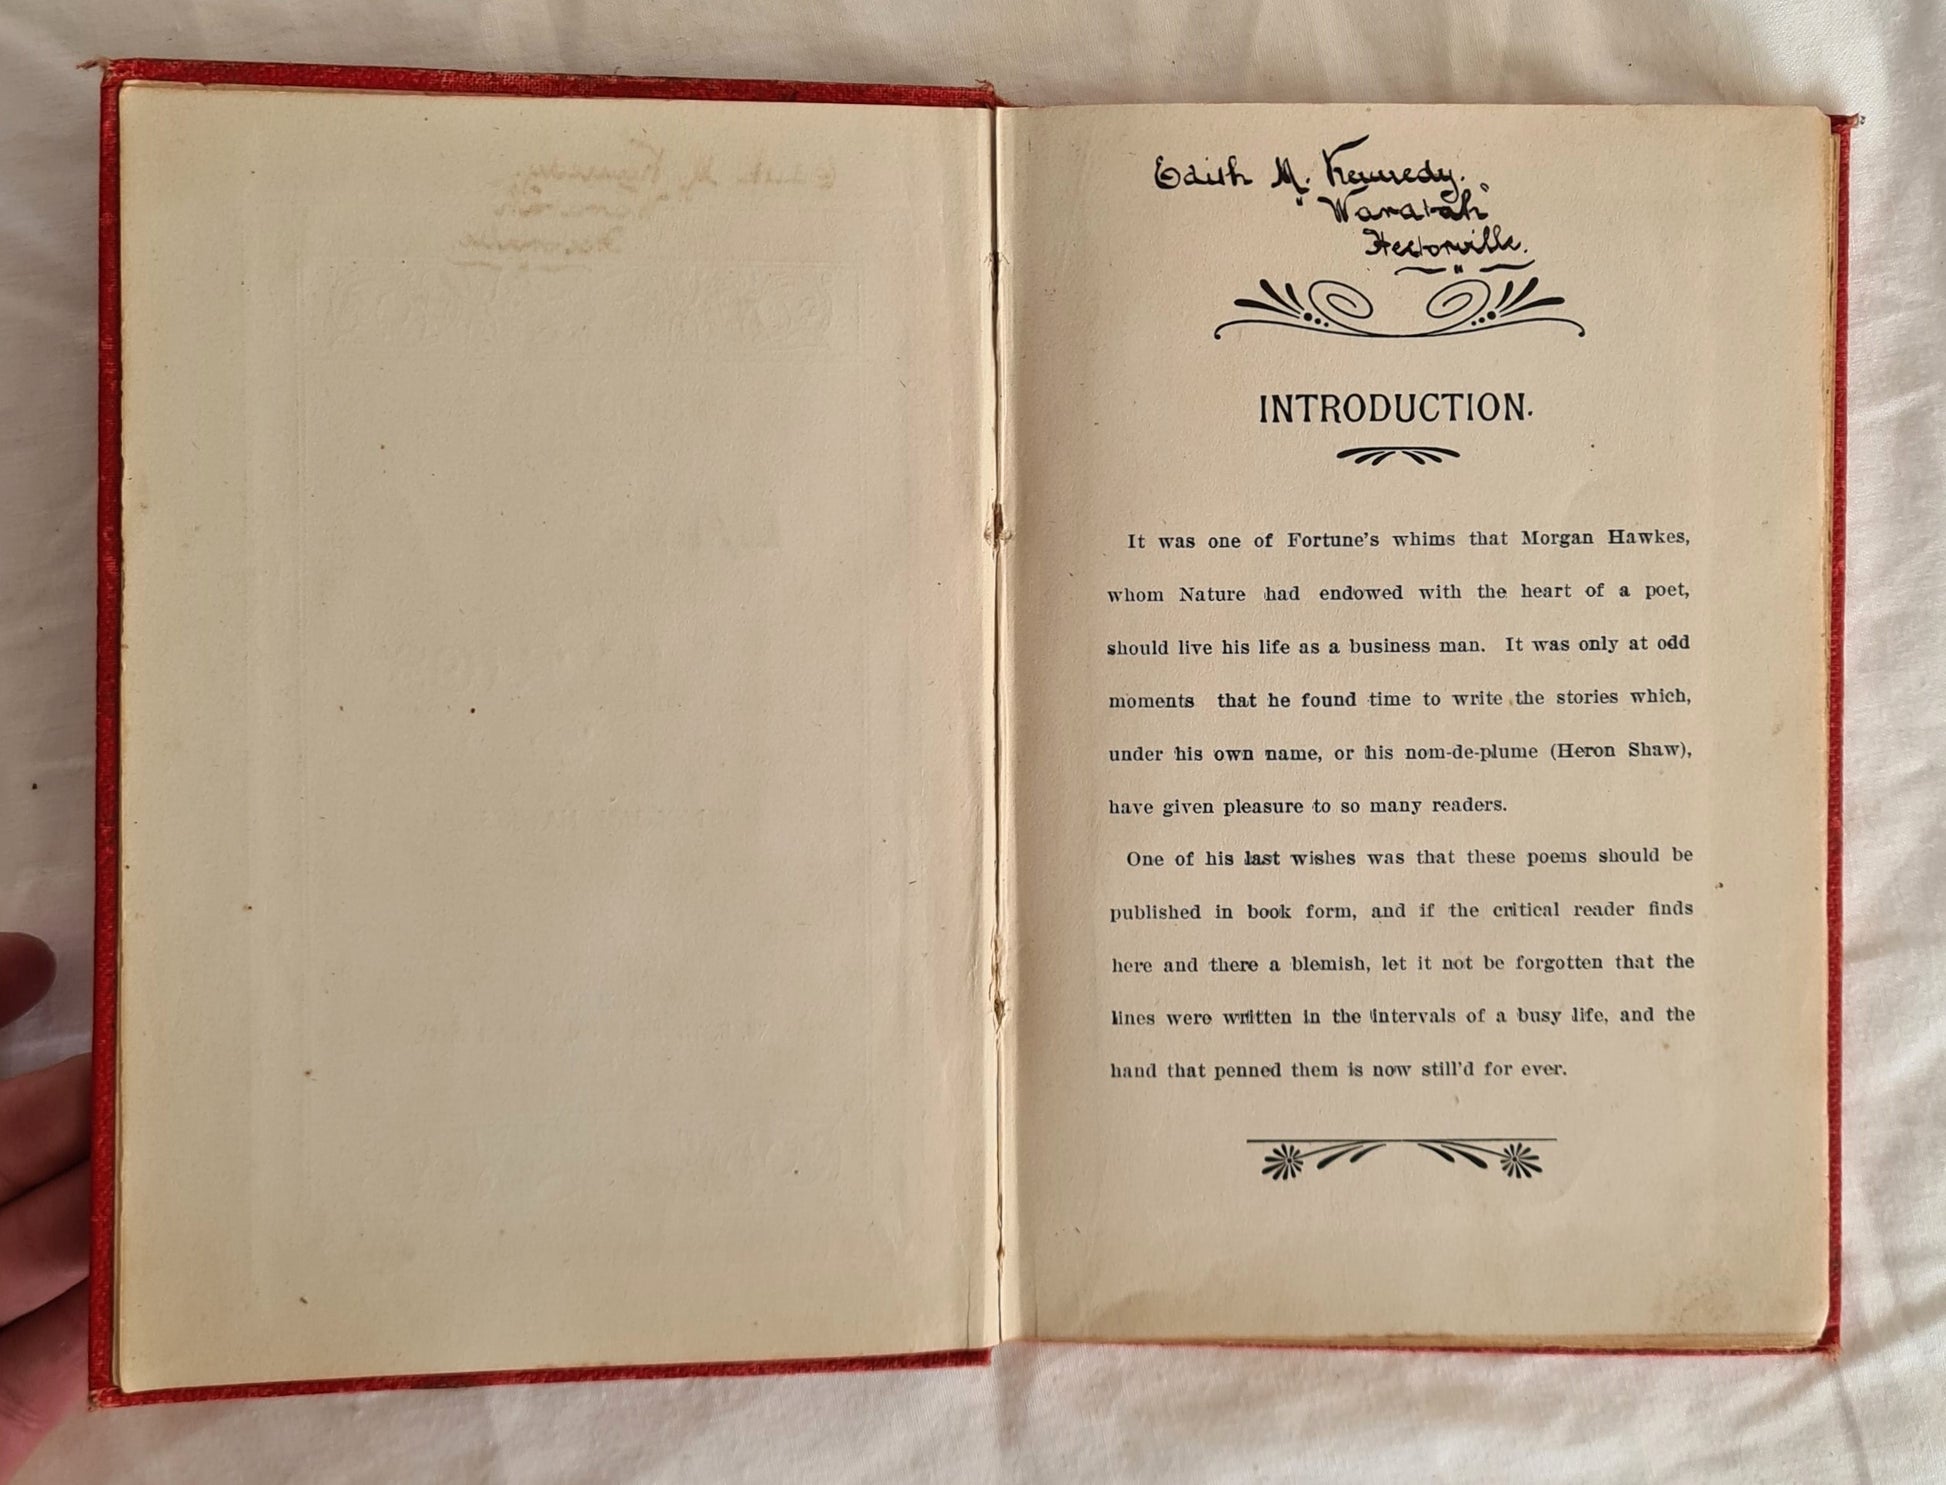 Edith M. Kennedy.
"Waratah"
Hectorville.
INTRODUCTION.
It was one of Fortune's whims that Morgan Hawkes,
whom Nature had endowed with the heart of a poet,
should live his life as a business man. It was only at odd
moments that he found time to write the stories which,
under his own name, or his nom-de-plume (Heron Shaw),
have given pleasure to so many readers.
One of his last wishes was that these poems should be
published in book form, and if the critical reader finds
here and there a blemish, let it not be forgotten that the
lines were written in the intervals of a busy life, and the
hand that penned them is now still'd for ever.